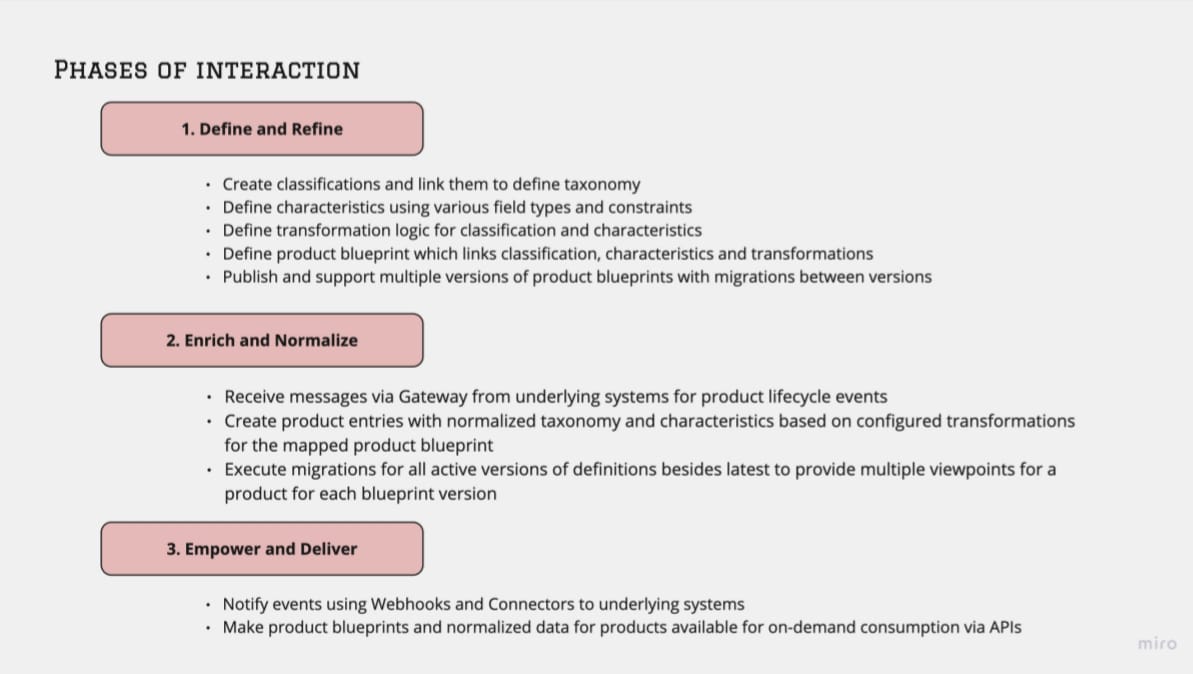 Phases of interaction
1. Define and Refine
• Create classifications and link them to define taxonomy
• Define characteristics using various field types and constraints
• Define transformation logic for classification and characteristics
• Define product blueprint which links classification, characteristics and transformations
• Publish and support multiple versions of product blueprints with migrations between versions
2. Enrich and Normalize
• Receive messages via Gateway from underlying systems for product lifecycle events
• Create product entries with normalized taxonomy and characteristics based on configured transformations
for the mapped product blueprint
• Execute migrations for all active versions of definitions besides latest to provide multiple viewpoints for a
product for each blueprint version
3. Empower and Deliver
• Notify events using Webhooks and Connectors to underlying systems
• Make product blueprints and normalized data for products available for on-demand consumption via APIs
miro